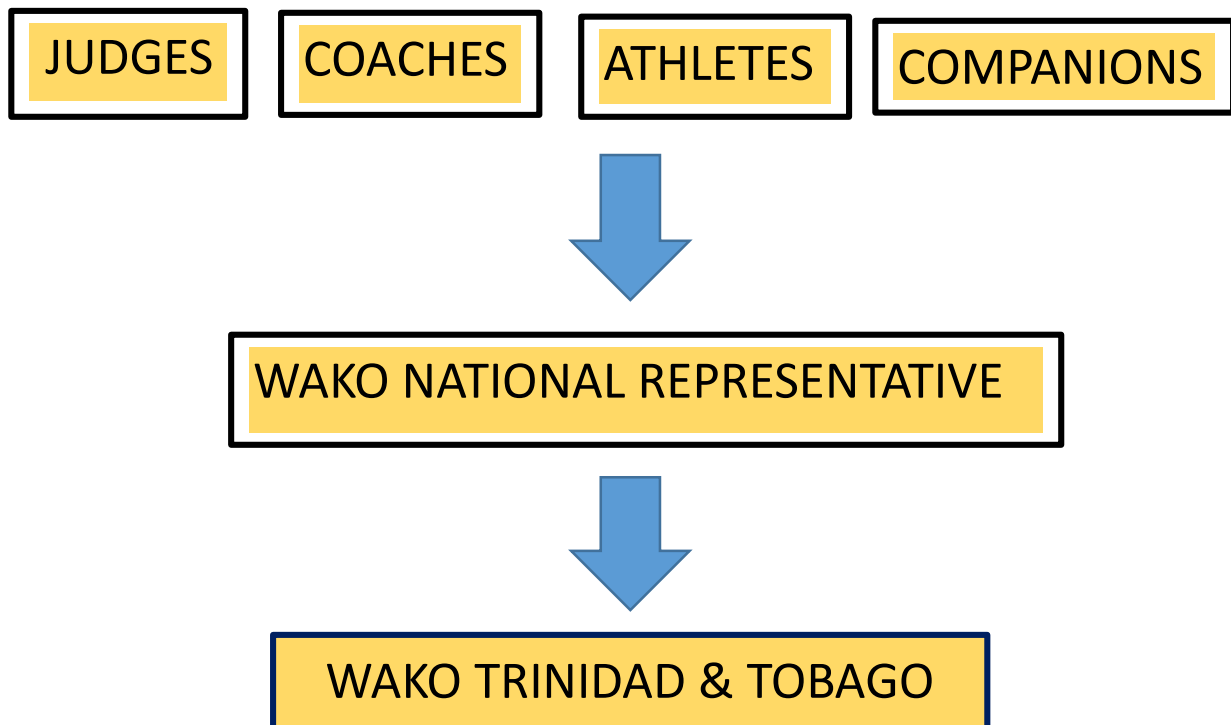 JUDGES
COACHES
ATHLETES
COMPANIONS
WAKO NATIONAL REPRESENTATIVE
WAKO TRINIDAD & TOBAGO